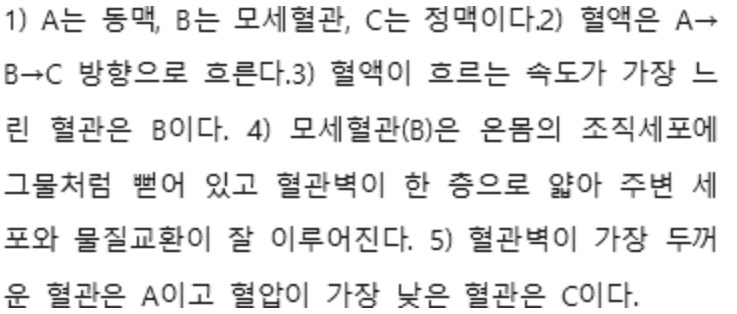 1) A는 동맥, B는 모세혈관, C는 정맥이다.2) 혈액은 A→
B→C 방향으로 흐른다.3) 혈액이 흐르는 속도가 가장 느
린 혈관은 B이다. 4) 모세혈관(B)은 온몸의 조직세포에
그물처럼 뻗어 있고 혈관벽이 한 층으로 얇아 주변 세
포와 물질교환이 잘 이루어진다. 5) 혈관벽이 가장 두꺼
운 혈관은 A이고 혈압이 가장 낮은 혈관은 C이다.